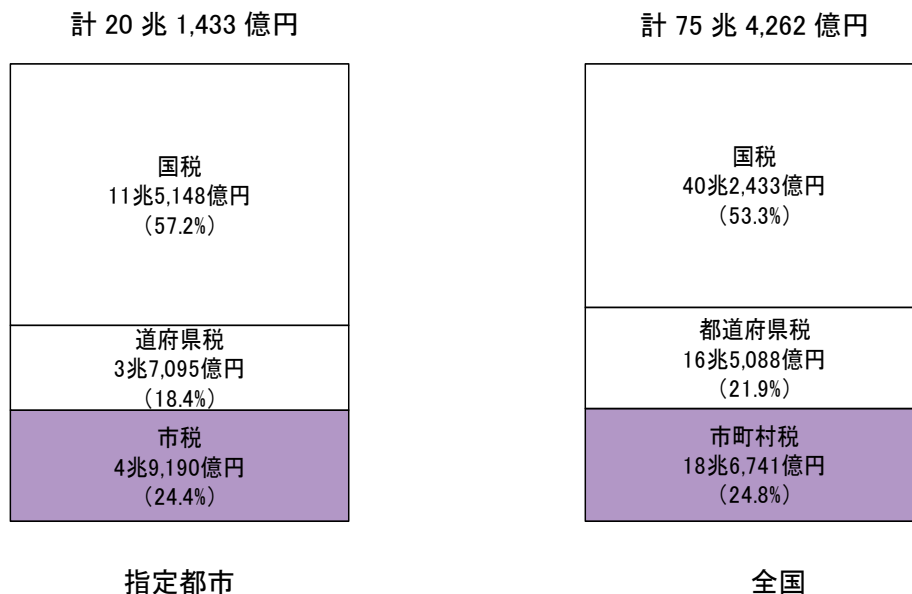 計 20 兆 1,433 億円
国税
11兆5,148億円
（57.2%）
道府県税
3兆7,095億円
（18.4%）
市税
4兆9,190億円
（24.4%）
指定都市
計 75 兆 4,262 億円
国税
40兆2,433億円
（53.3%）
都道府県税
16兆5,088億円
（21.9%）
市町村税
18兆6,741億円
（24.8%）
全国